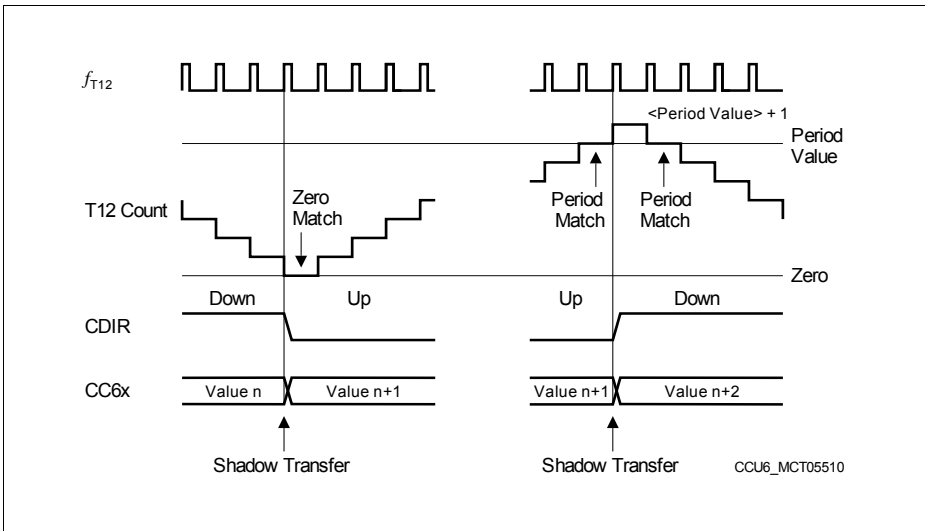 fT12
<Period Value> + 1
Period
Value
T12 Count
Zero
Match
Period
Match
Period
Match
Zero
Down
Up
Up
Down
CDIR
CC6x
Value n
Value n+1
Value n+1
Value n+2
Shadow Transfer
Shadow Transfer
CCU6_MCT05510